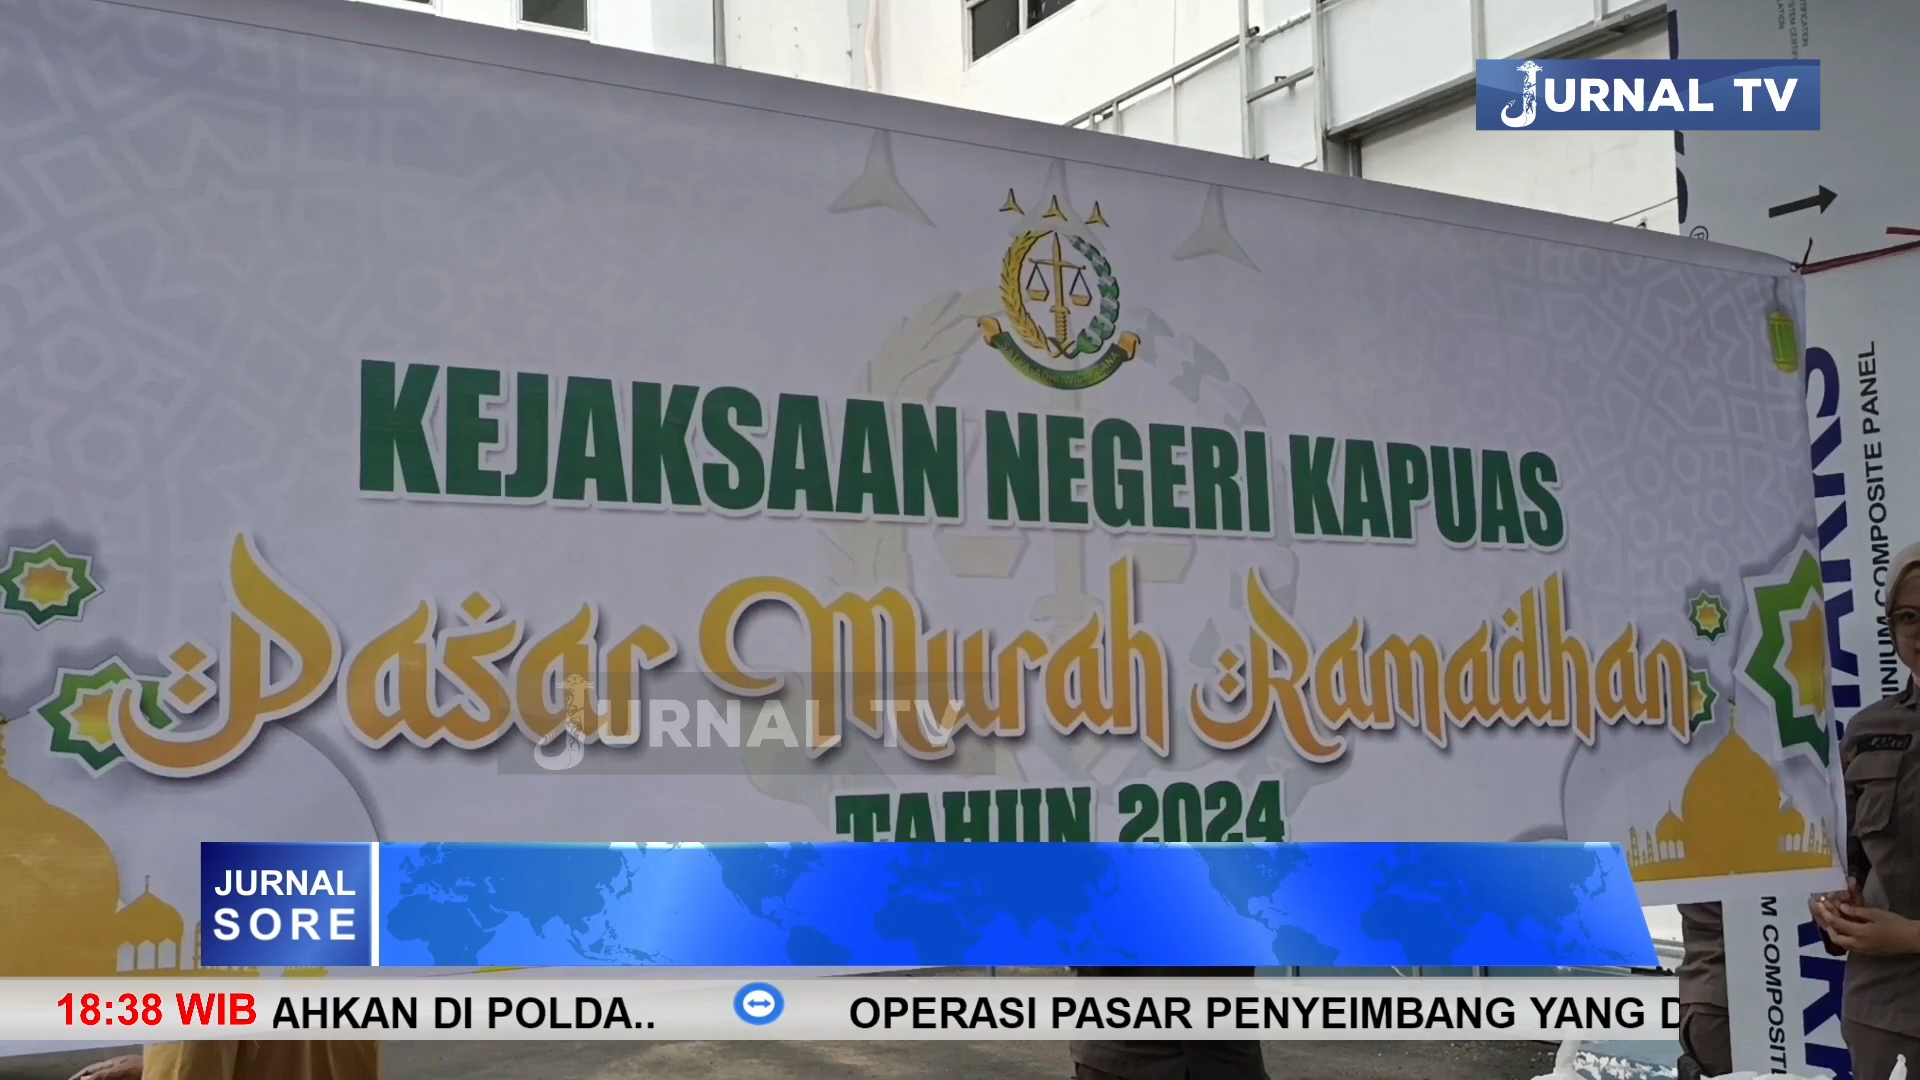 JURNAL TV
KEJAKSAAN NEGERI KAPUAS
Pasar Murah Ramadhan
JURNAL TV
TAHUN 2024
COMPOSITE PANEL
M COMPOSITE
JURNAL
SORE
18:38 WIB AHKAN DI POLDA.. OPERASI PASAR PENYEIMBANG YANG D